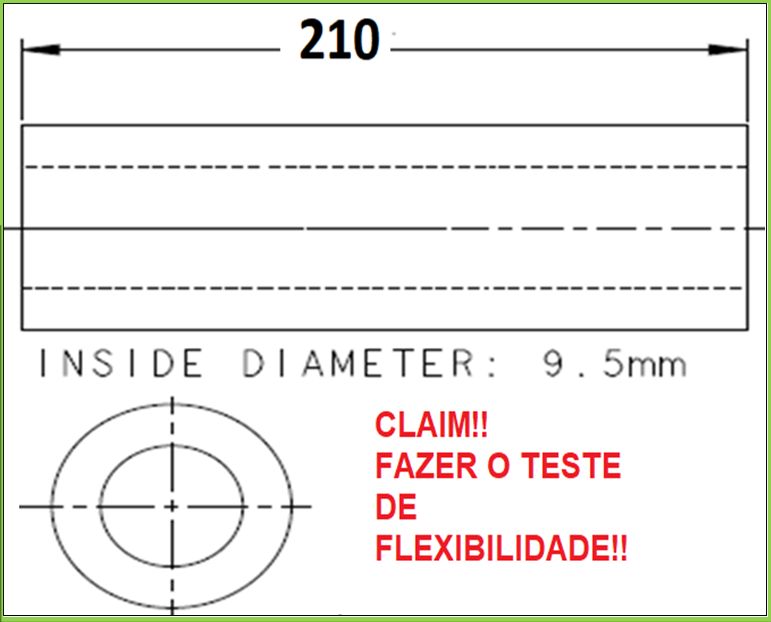 210
INSIDE DIAMETER: 9.5mm
CLAIM!!
FAZER O TESTE
DE
FLEXIBILIDADE!!